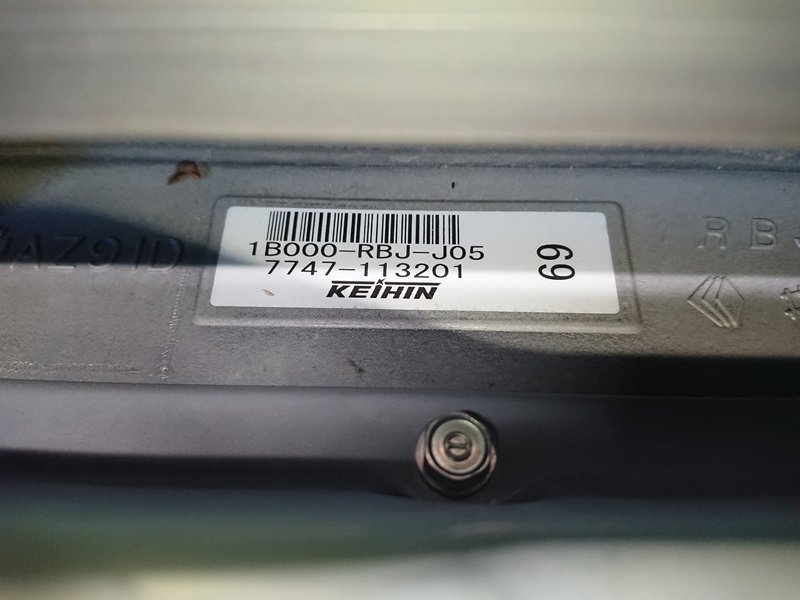 1B000-RBJ-J05
7747-113201
KEIHIN
69
AZ91D
RB